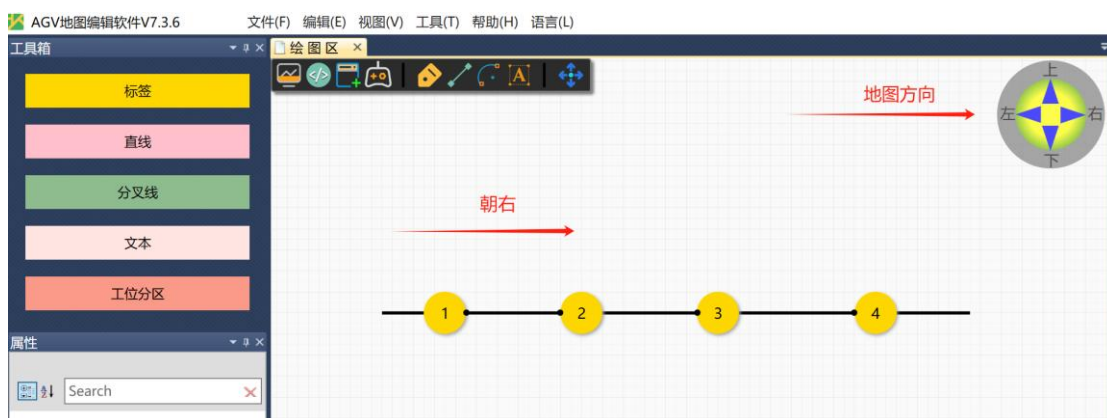 AGV地图编辑软件V7.3.6 文件(F) 编辑(E) 视图(V) 工具(T) 帮助(H) 语言(L)
工具箱
绘图区
标签
直线
分叉线
文本
工位分区
属性
Search
A
地图方向
上
左
右
下
朝右
1
2
3
4